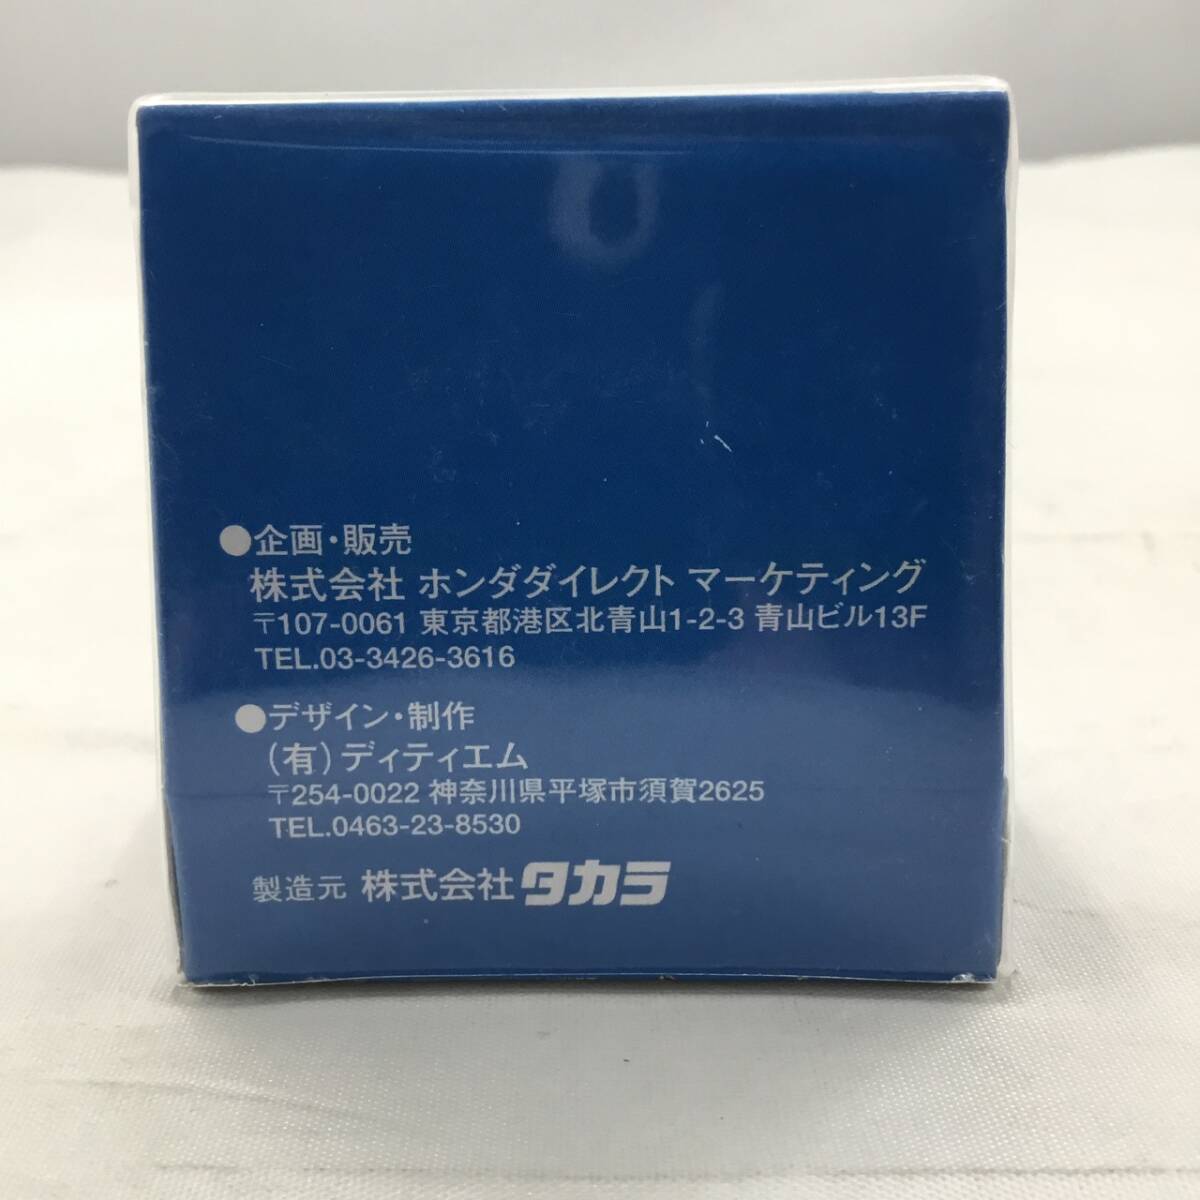 ●企画・販売
株式会社 ホンダダイレクト マーケティング
〒107-0061 東京都港区北青山1-2-3 青山ビル13F
TEL.03-3426-3616
●デザイン・制作
(有)ディティエム
〒254-0022 神奈川県平塚市須賀2625
TEL.0463-23-8530
製造元 株式会社タカラ